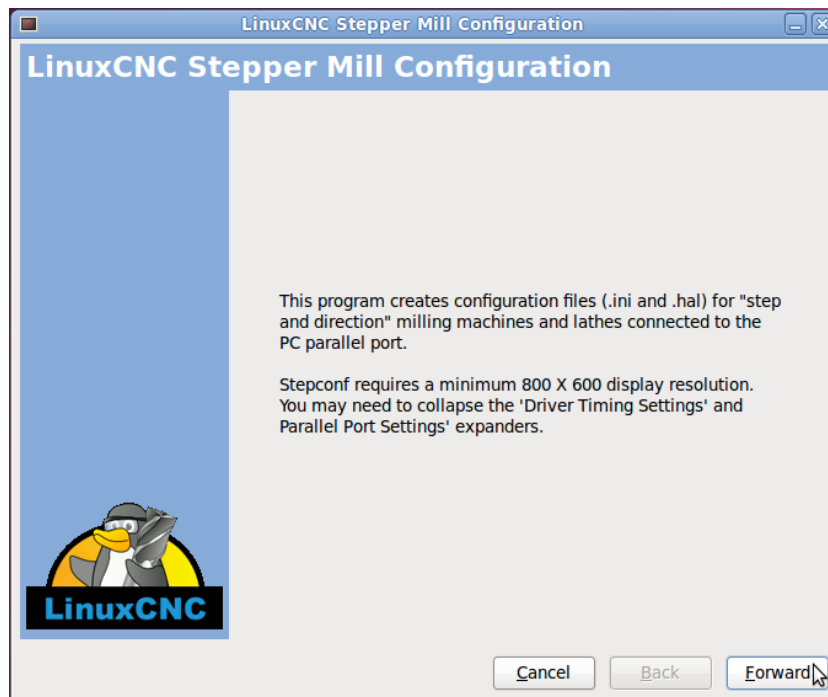 LinuxCNC Stepper Mill Configuration
LinuxCNC Stepper Mill Configuration
This program creates configuration files (.ini and .hal) for "step
and direction" milling machines and lathes connected to the
PC parallel port.
Stepconf requires a minimum 800 X 600 display resolution.
You may need to collapse the 'Driver Timing Settings' and
Parallel Port Settings' expanders.
LinuxCNC
Cancel Back Forward